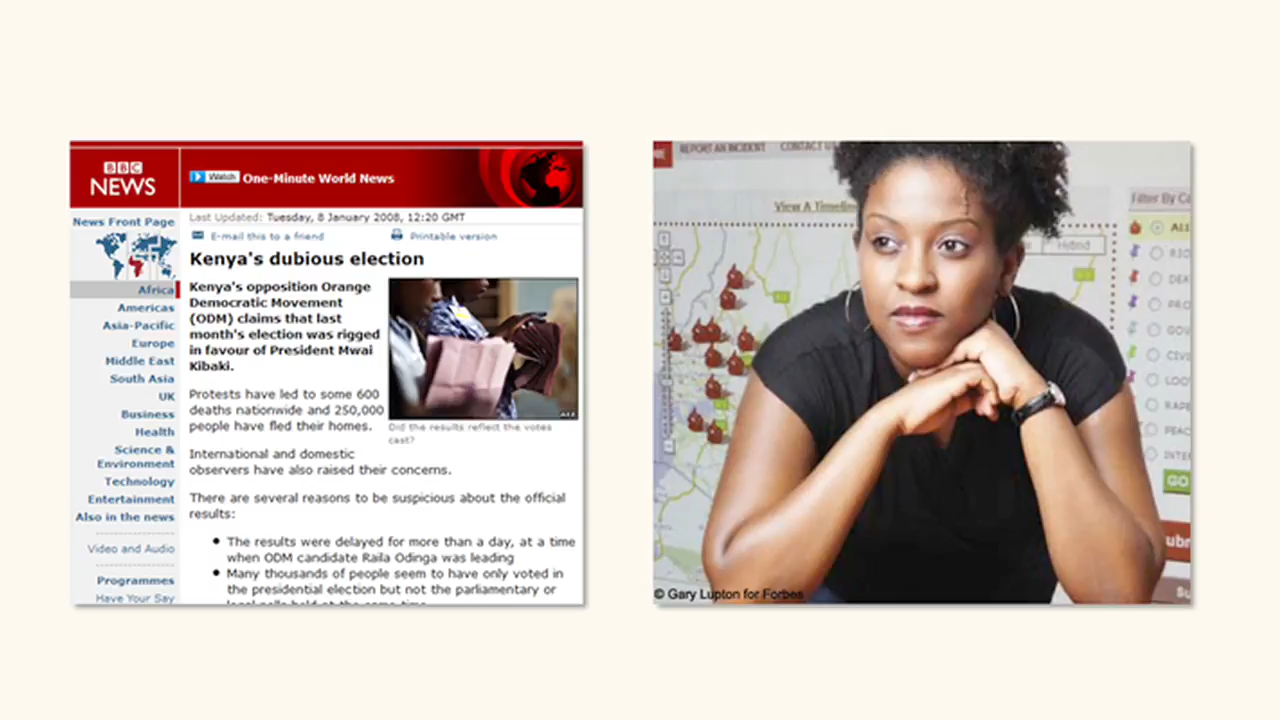 BBC
NEWS
Watch One-Minute World News
News Front Page
Africa
Americas
Asia-Pacific
Europe
Middle East
South Asia
UK
Business
Health
Science &
Environment
Technology
Entertainment
Also in the news
Video and Audio
Programmes
Have Your Say
Last Updated: Tuesday, 8 January 2008, 12:20 GMT
E-mail this to a friend
Printable version
Kenya's dubious election
Kenya's opposition Orange
Democratic Movement
(ODM) claims that last
month's election was rigged
in favour of President Mwai
Kibaki.
Did the results reflect the votes
cast?
Protests have led to some 600
deaths nationwide and 250,000
people have fled their homes.
International and domestic
observers have also raised their concerns.
There are several reasons to be suspicious about the official
results:
The results were delayed for more than a day, at a time
when ODM candidate Raila Odinga was leading
Many thousands of people seem to have only voted in
the presidential election but not the parliamentary or
REPORT AN INCIDENT
CONTACT
View A
Filter By
Hybrid
GO
© Gary Lupton for Forbes